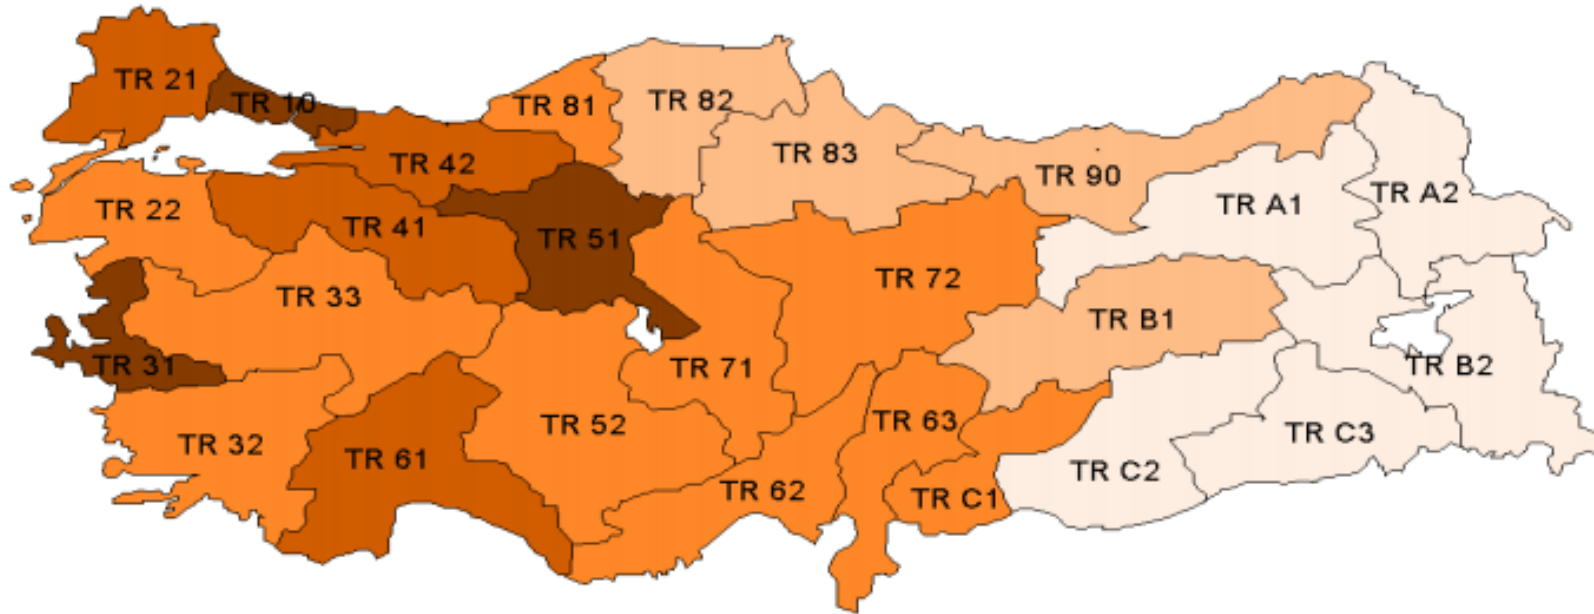 TR 21
TR 10
TR 81
TR 82
TR 83
TR 42
TR 90
TR A1
TR A2
TR 22
TR 41
TR 51
TR 72
TR 33
TR B1
TR 31
TR 71
TR B2
TR 32
TR 52
TR 63
TR C3
TR 61
TR 62
TR C1
TR C2